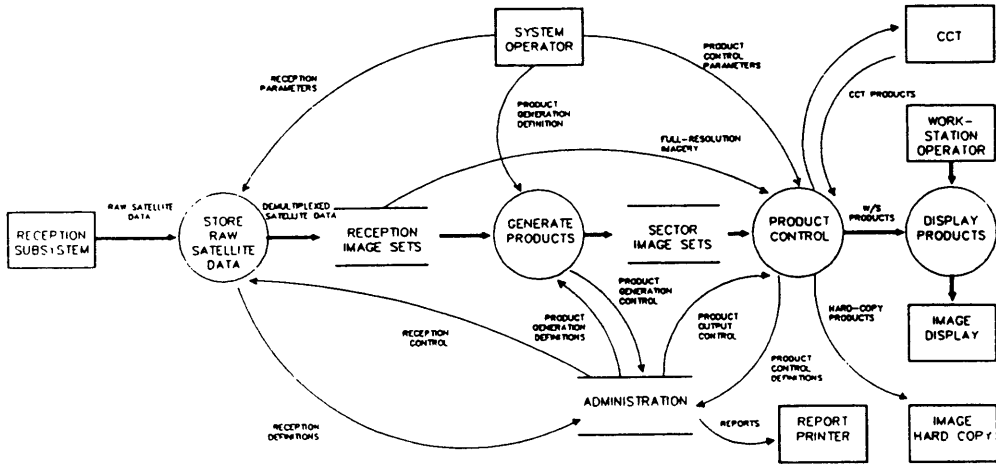 SYSTEM
OPERATOR
CCT
RECEPTION
PARAMETERS
PRODUCT
CONTROL
PARAMETERS
PRODUCT
GENERATION
DEFINITION
CCT PRODUCTS
WORK-
STATION
OPERATOR
FULL-RESOLUTION
IMAGERY
RAW SATELLITE
DATA
RECEPTION
SUBSYSTEM
STORE
RAW
SATELLITE
DATA
DEMULTIPLEXED
SATELLITE DATA
RECEPTION
IMAGE SETS
GENERATE
PRODUCTS
SECTOR
IMAGE SETS
PRODUCT
CONTROL
W/S
PRODUCTS
DISPLAY
PRODUCTS
PRODUCT
GENERATION
CONTROL
PRODUCT
GENERATION
DEFINITIONS
RECEPTION
CONTROL
PRODUCT
OUTPUT
CONTROL
HARD-COPY
PRODUCTS
IMAGE
DISPLAY
PRODUCT
CONTROL
DEFINITIONS
ADMINISTRATION
RECEPTION
DEFINITIONS
REPORTS
REPORT
PRINTER
IMAGE
HARD COPY